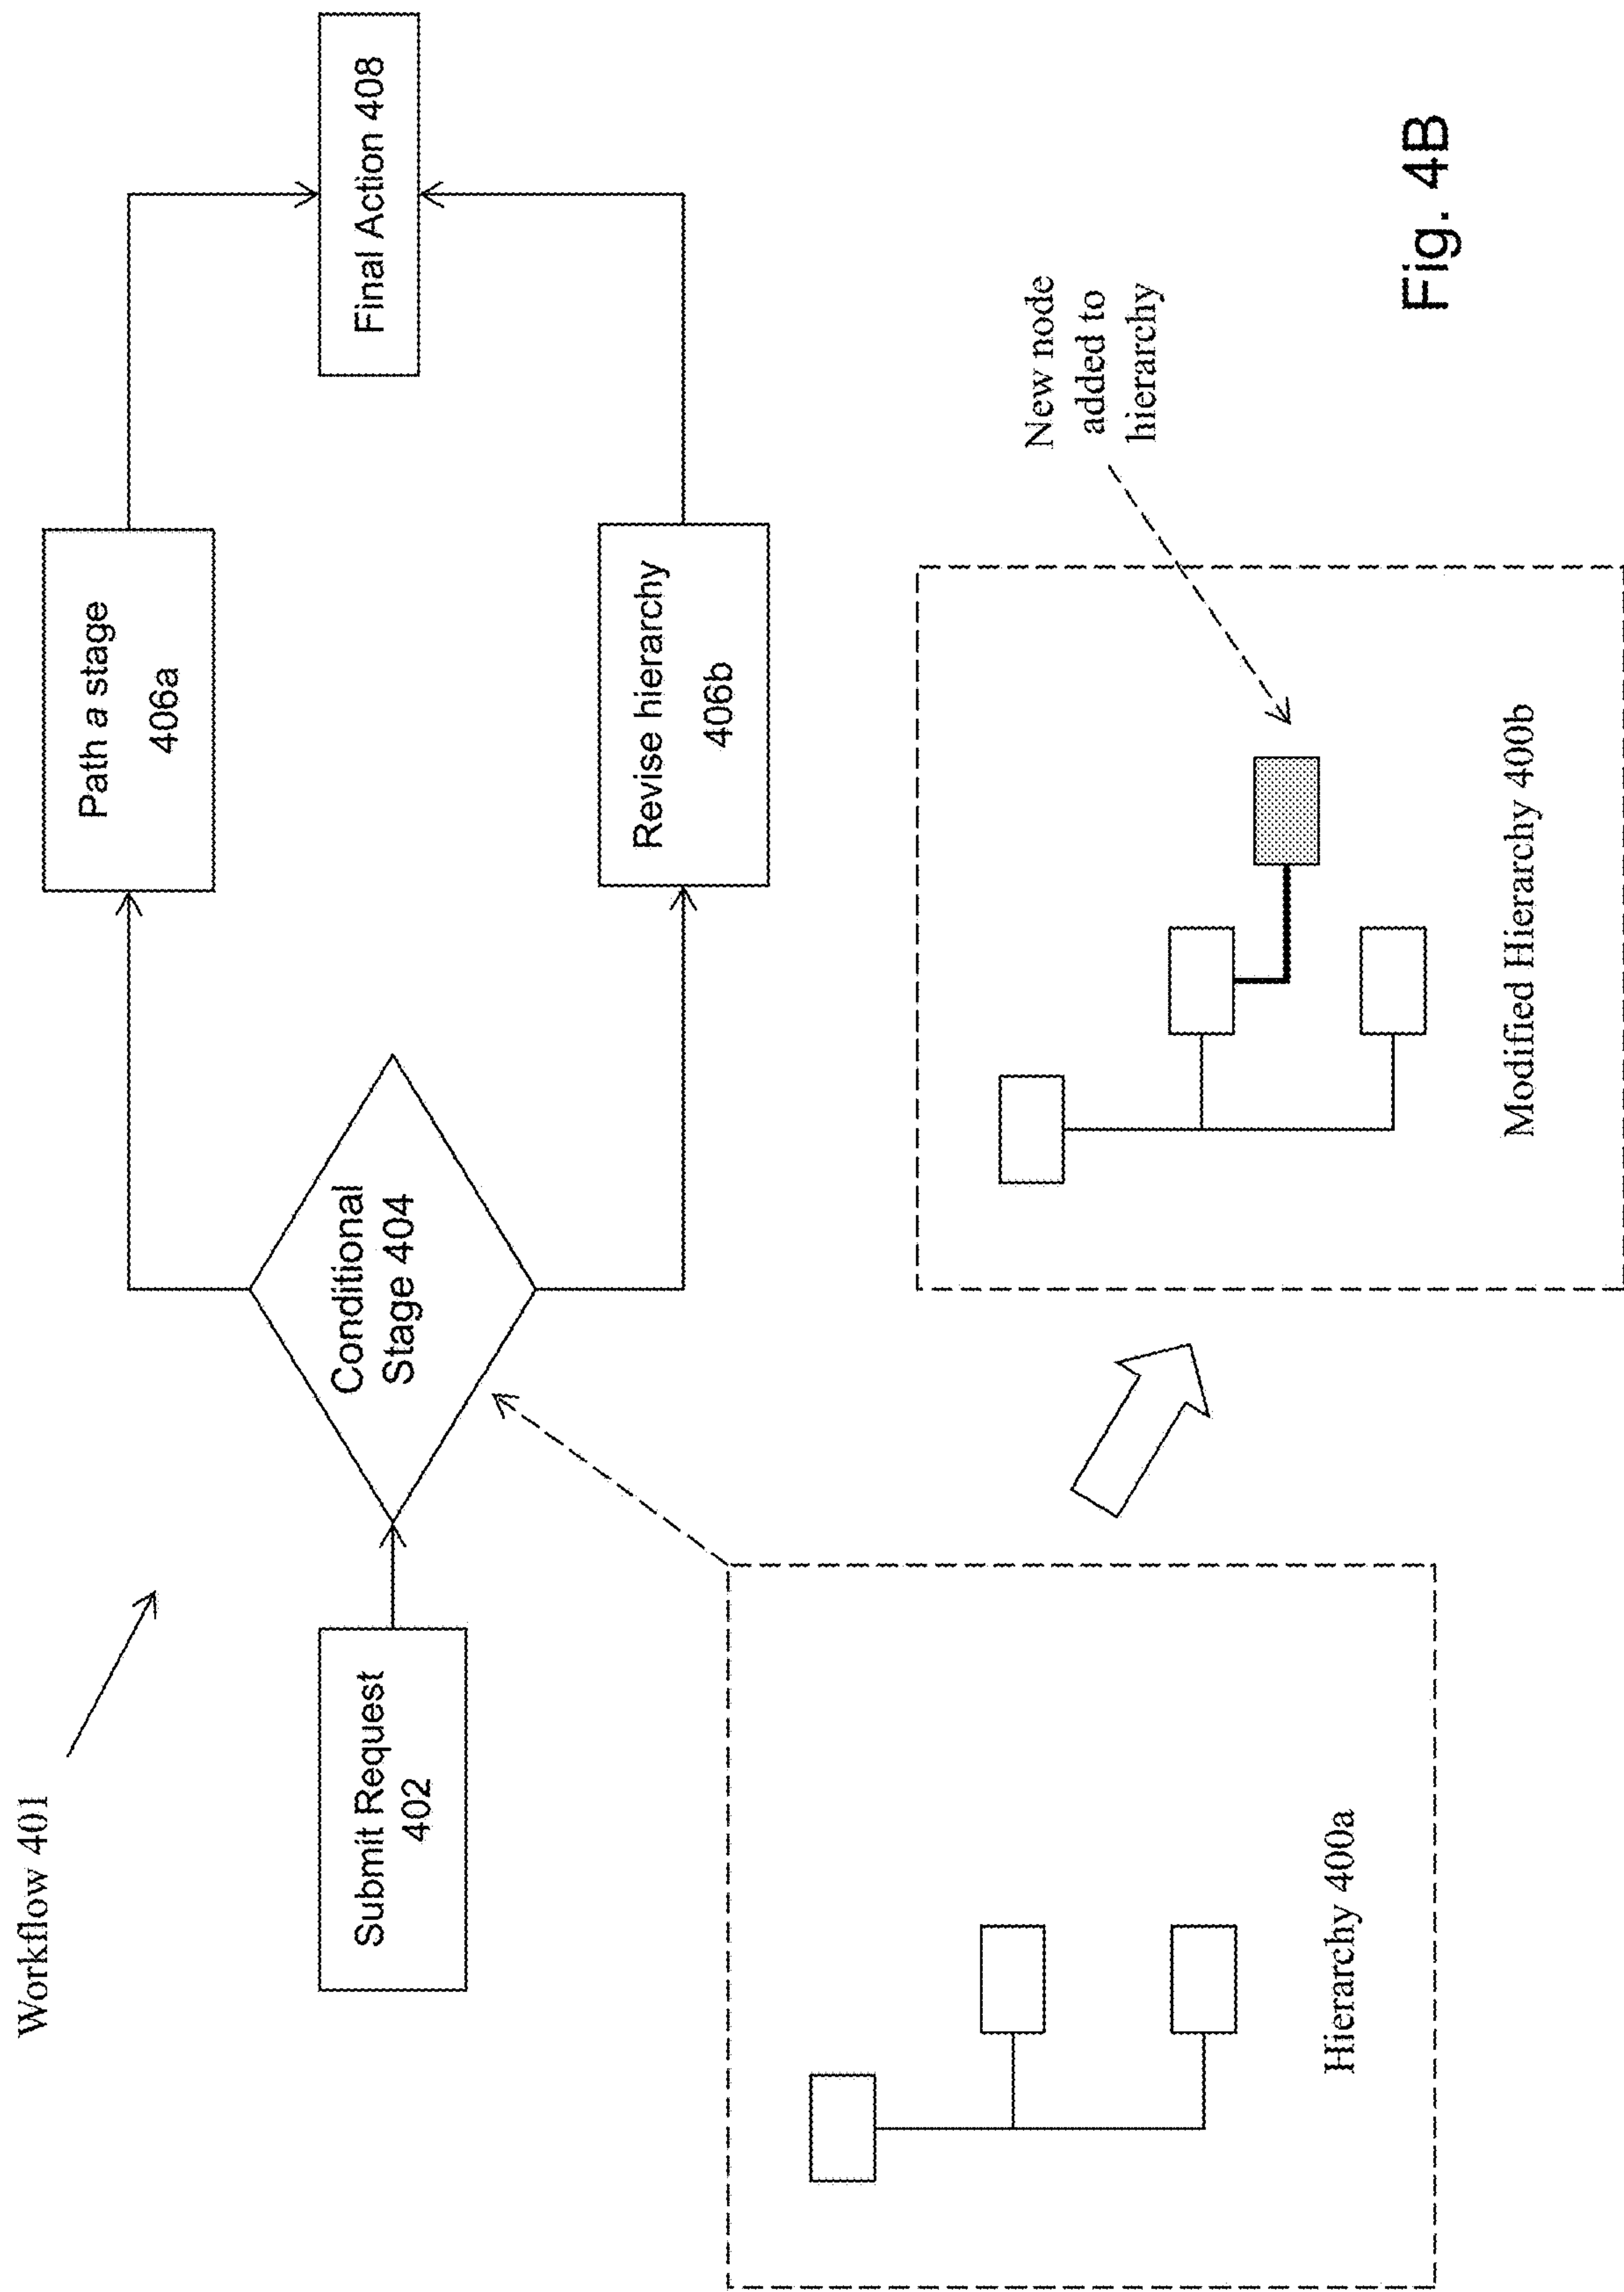 Workflow 401
Submit Request
402
Conditional
Stage 404
Path a stage
406a
Revise hierarchy
406b
Final Action 408
Hierarchy 400a
Modified Hierarchy 400b
New node
added to
hierarchy
Fig. 4B